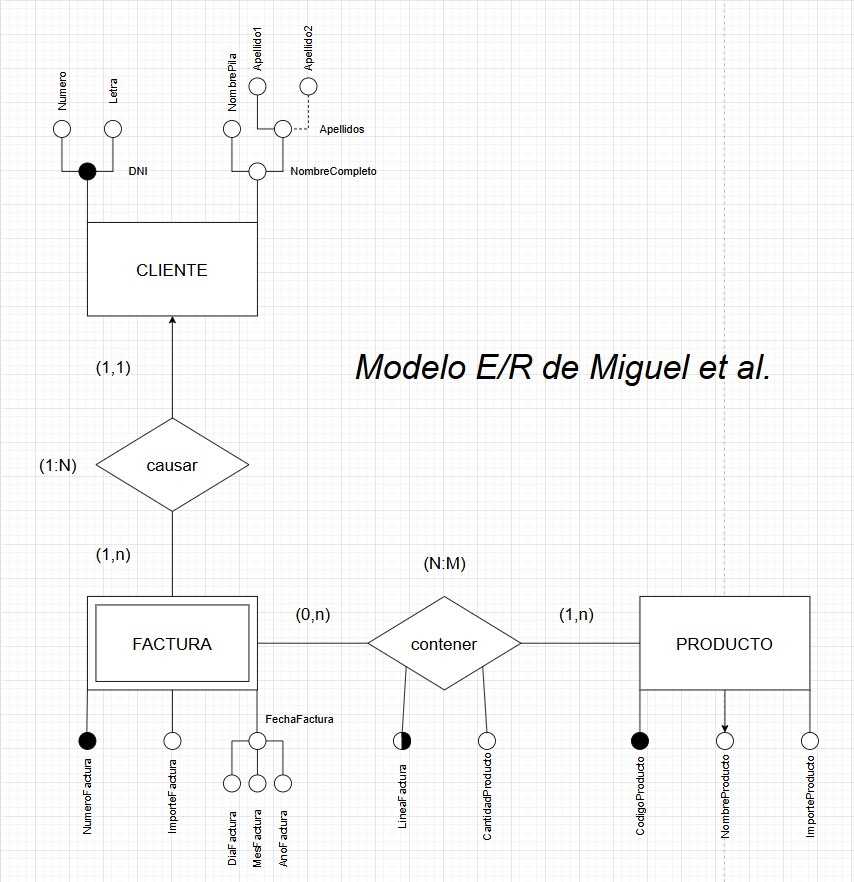 Apellido1
Apellido2
Numero
Letra
NombrePila
Apellidos
DNI
NombreCompleto
CLIENTE
(1,1)
Modelo E/R de Miguel et al.
(1:N)
causar
(1,n)
(N:M)
(0,n)
(1,n)
FACTURA
contener
PRODUCTO
FechaFactura
NumeroFactura
ImporteFactura
DiaFactura
MesFactura
AnoFactura
LineaFactura
CantidadProducto
CodigoProducto
NombreProducto
ImporteProducto